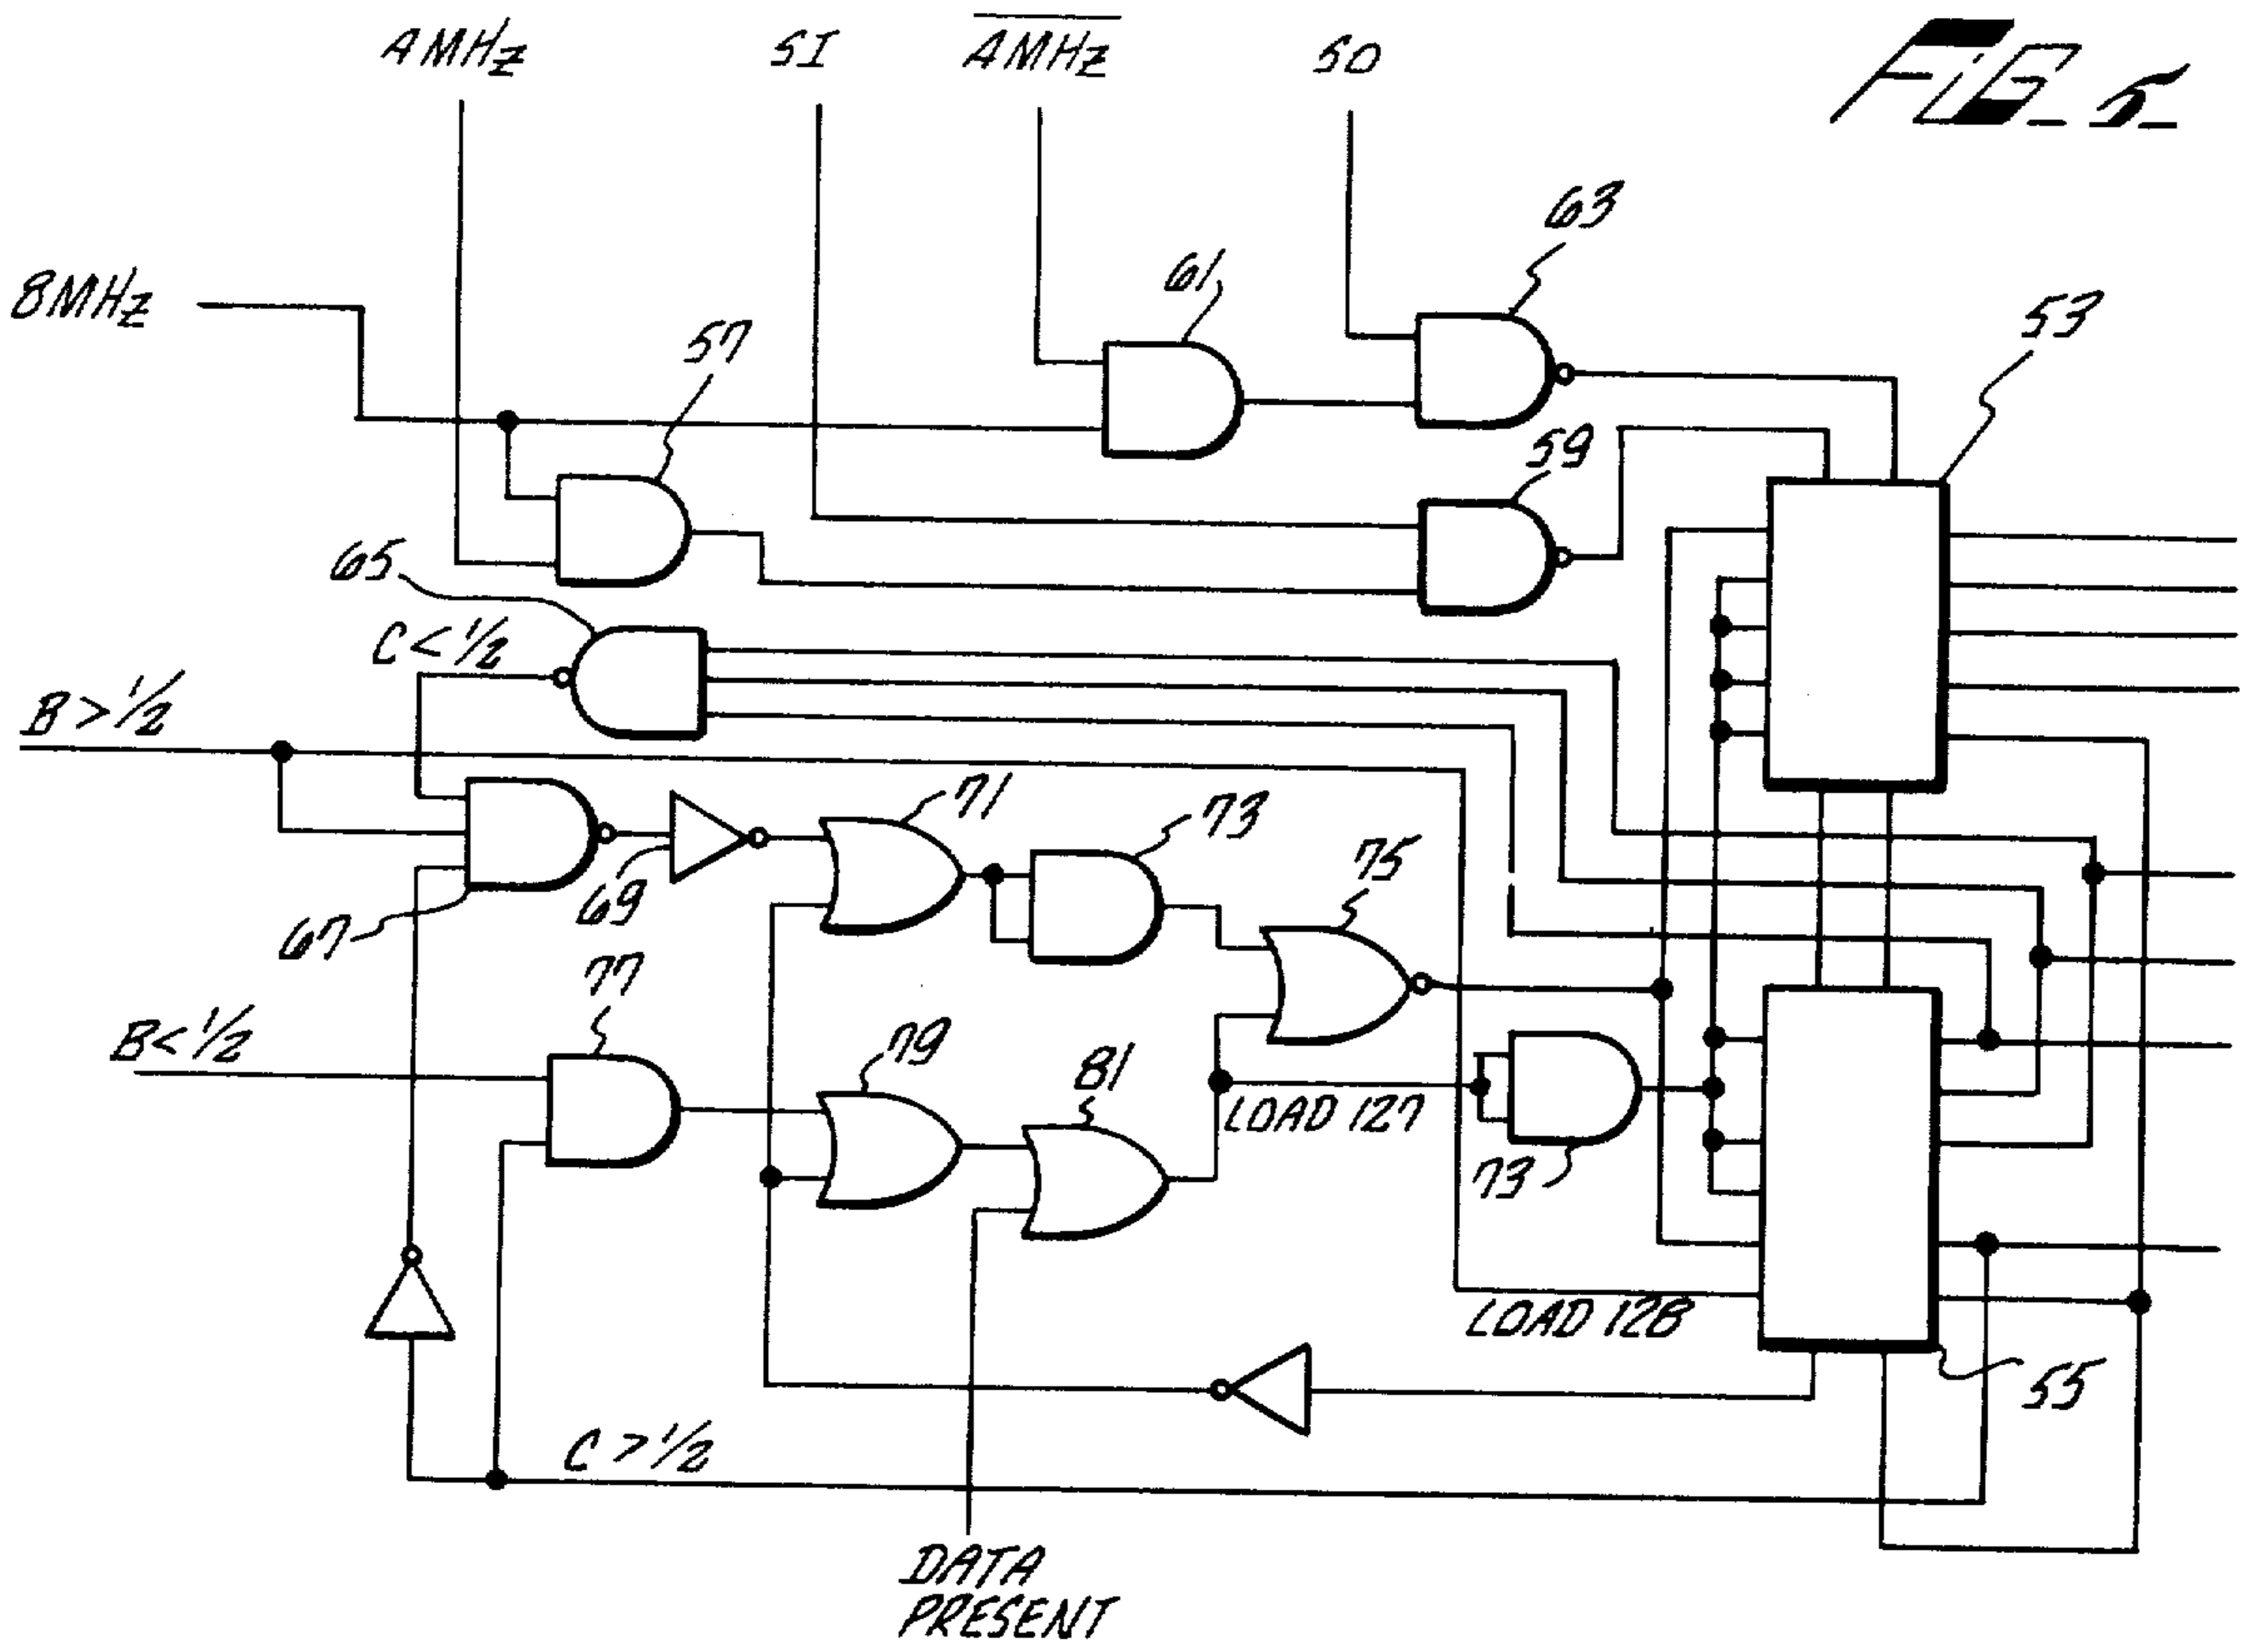 4MHz
SI
4MHz
SO
FIG_5_
63
61
8MHz
53
57
59
65
C<1/2
B>1/2
71
73
75
69
67
77
B<1/2
79
81
LOAD 127
73
LOAD 128
55
C>1/2
DATA
PRESENT